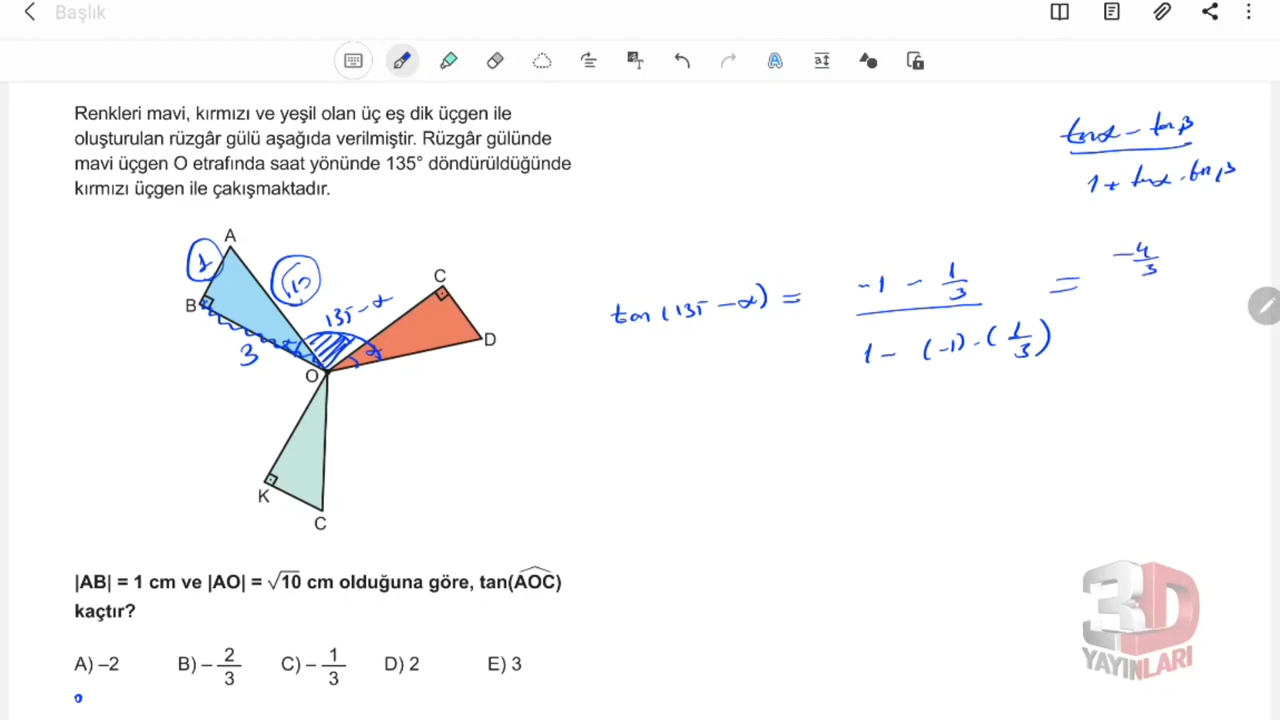 Başlık
Renkleri mavi, kırmızı ve yeşil olan üç eş dik üçgen ile
oluşturulan rüzgâr gülü aşağıda verilmiştir. Rüzgâr gülünde
mavi üçgen O etrafında saat yönünde 135° döndürüldüğünde
kırmızı üçgen ile çakışmaktadır.
tanα - tanβ
1 + tanα . tanβ
A
1
√10
B
3
α
135 - α
C
α
D
O
K
C
tan(135 - α) = -1 - 1/3 = -4/3
1 - (-1) . (1/3)
|AB| = 1 cm ve |AO| = √10 cm olduğuna göre, tan(AOC)
kaçtır?
A) –2 B) –2/3 C) –1/3 D) 2 E) 3
3D
YAYINLARI